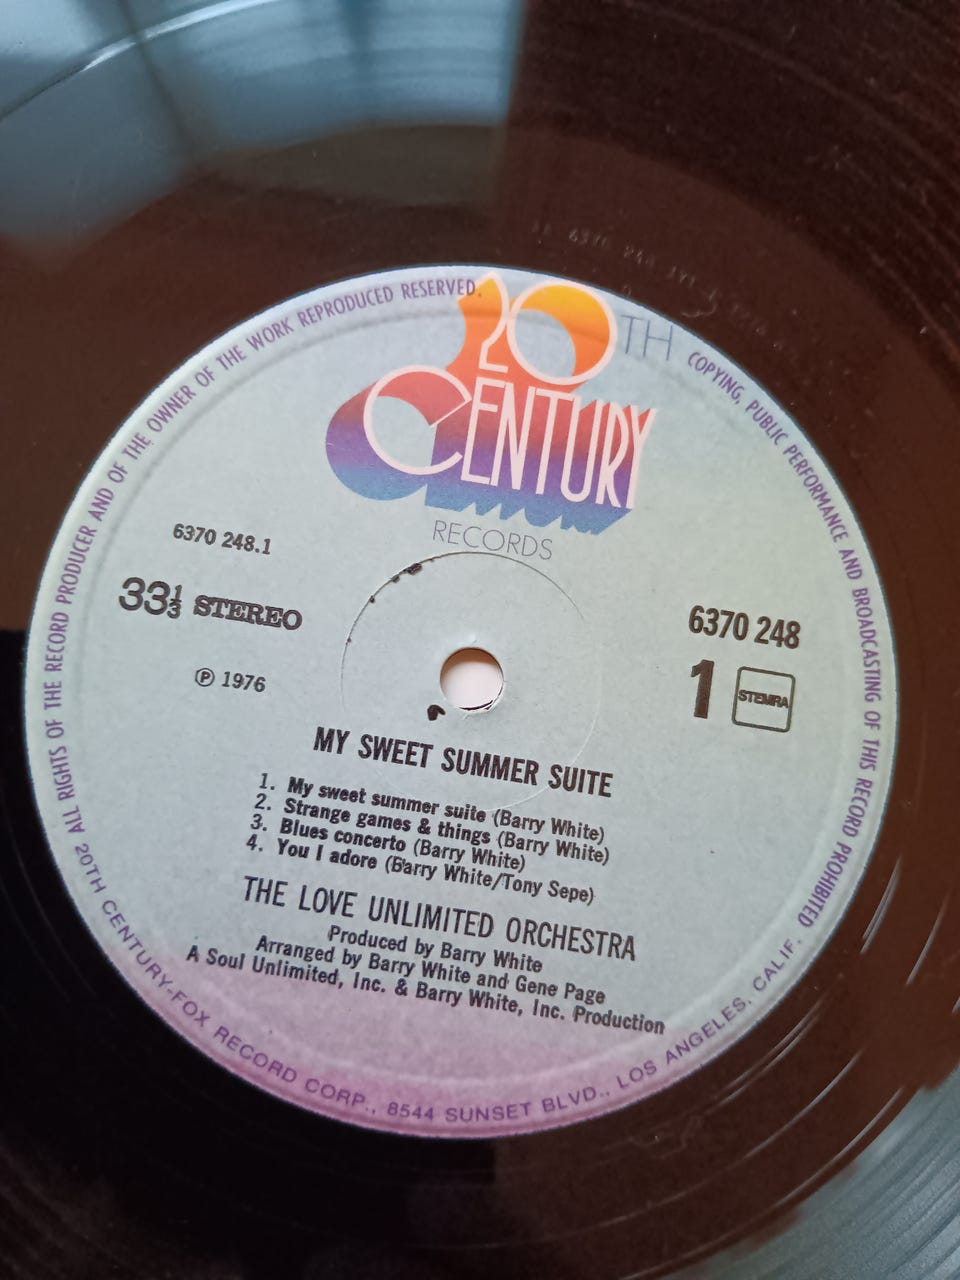 20TH
CENTURY
RECORDS
6370 248.1
33⅓ STEREO
℗ 1976
6370 248
1 STEMRA
MY SWEET SUMMER SUITE
1. My sweet summer suite (Barry White)
2. Strange games & things (Barry White)
3. Blues concerto (Barry White)
4. You I adore (Barry White/Tony Sepe)
THE LOVE UNLIMITED ORCHESTRA
Produced by Barry White
Arranged by Barry White and Gene Page
A Soul Unlimited, Inc. & Barry White, Inc. Production
ALL RIGHTS OF THE RECORD PRODUCER AND OF THE OWNER OF THE WORK REPRODUCED RESERVED.
COPYING, PUBLIC PERFORMANCE AND BROADCASTING OF THIS RECORD PROHIBITED
20TH CENTURY-FOX RECORD CORP., 8544 SUNSET BLVD., LOS ANGELES, CALIF.